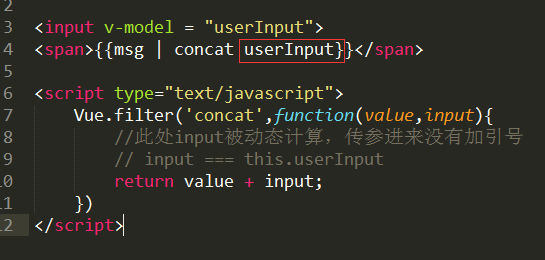 2
3 <input v-model = "userInput">
4 <span>{{msg | concat userInput}}</span>
5
6 <script type="text/javascript">
7 Vue.filter('concat',function(value,input){
8 //此处input被动态计算，传参进来没有加引号
9 // input === this.userInput
10 return value + input;
11 })
12 </script>